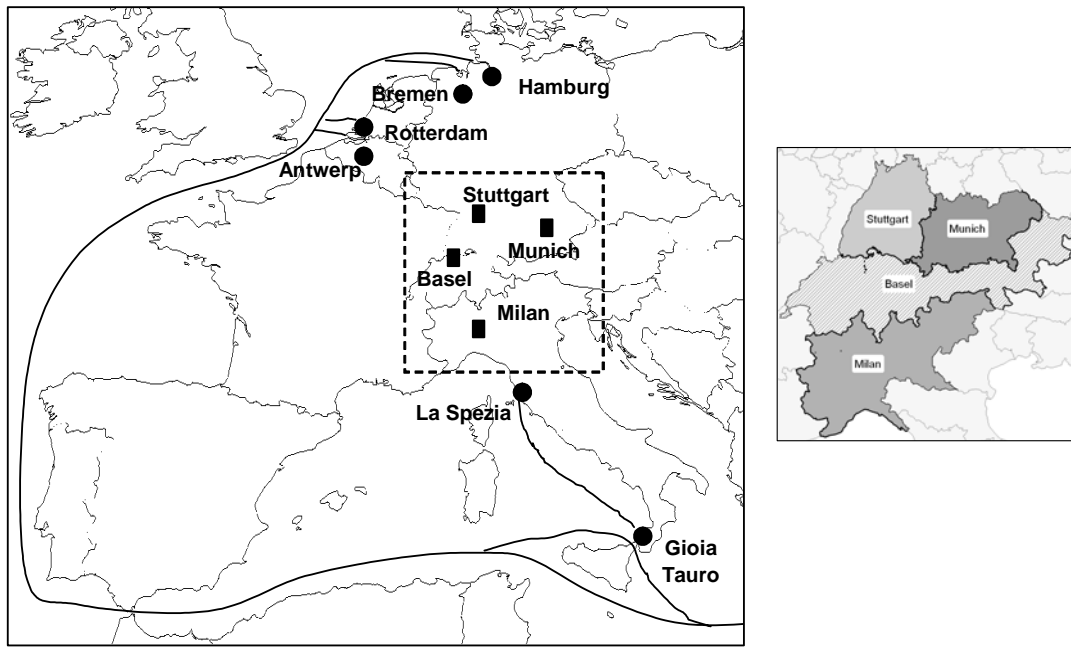 Hamburg
Bremen
Rotterdam
Antwerp
Stuttgart
Munich
Basel
Milan
La Spezia
Gioia
Tauro
Stuttgart
Munich
Basel
Milan